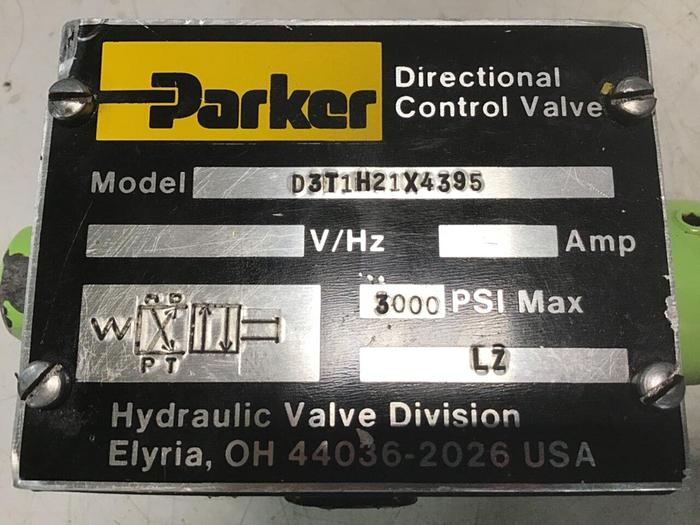 Parker
Directional
Control Valve
Model D3T1H21X4395
V/Hz
Amp
3000 PSI Max
A B
P T
LZ
Hydraulic Valve Division
Elyria, OH 44036-2026 USA